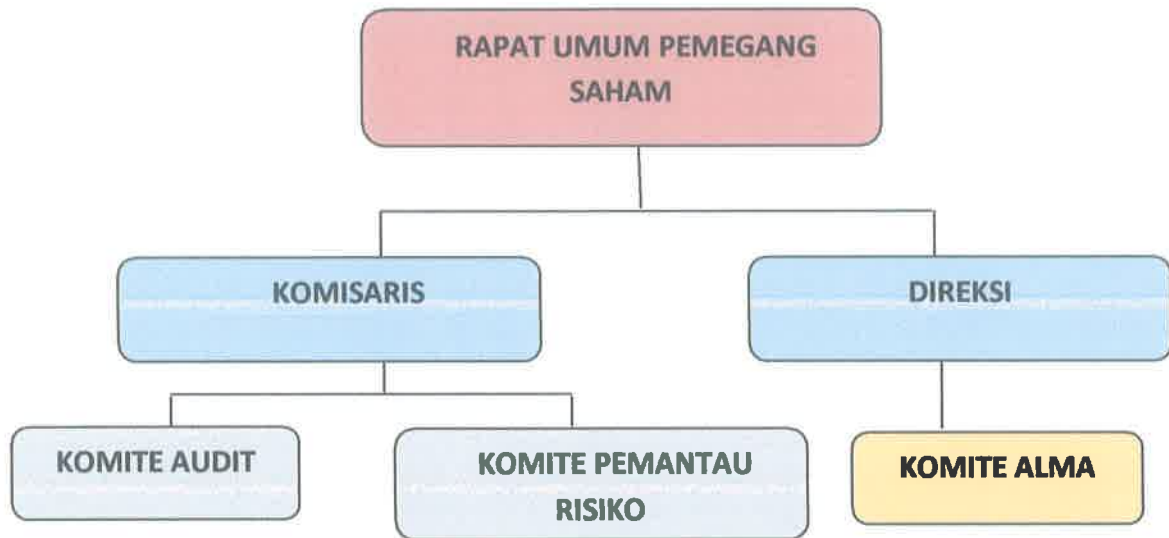 RAPAT UMUM PEMEGANG
SAHAM
KOMISARIS
DIREKSI
KOMITE AUDIT
KOMITE PEMANTAU
RISIKO
KOMITE ALMA